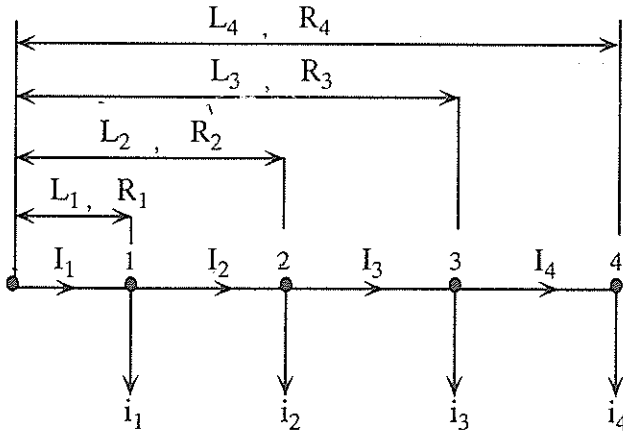 L₄ , R₄
L₃ , R₃
L₂ , R₂
L₁ , R₁
I₁ 1 I₂ 2 I₃ 3 I₄ 4
i₁ i₂ i₃ i₄